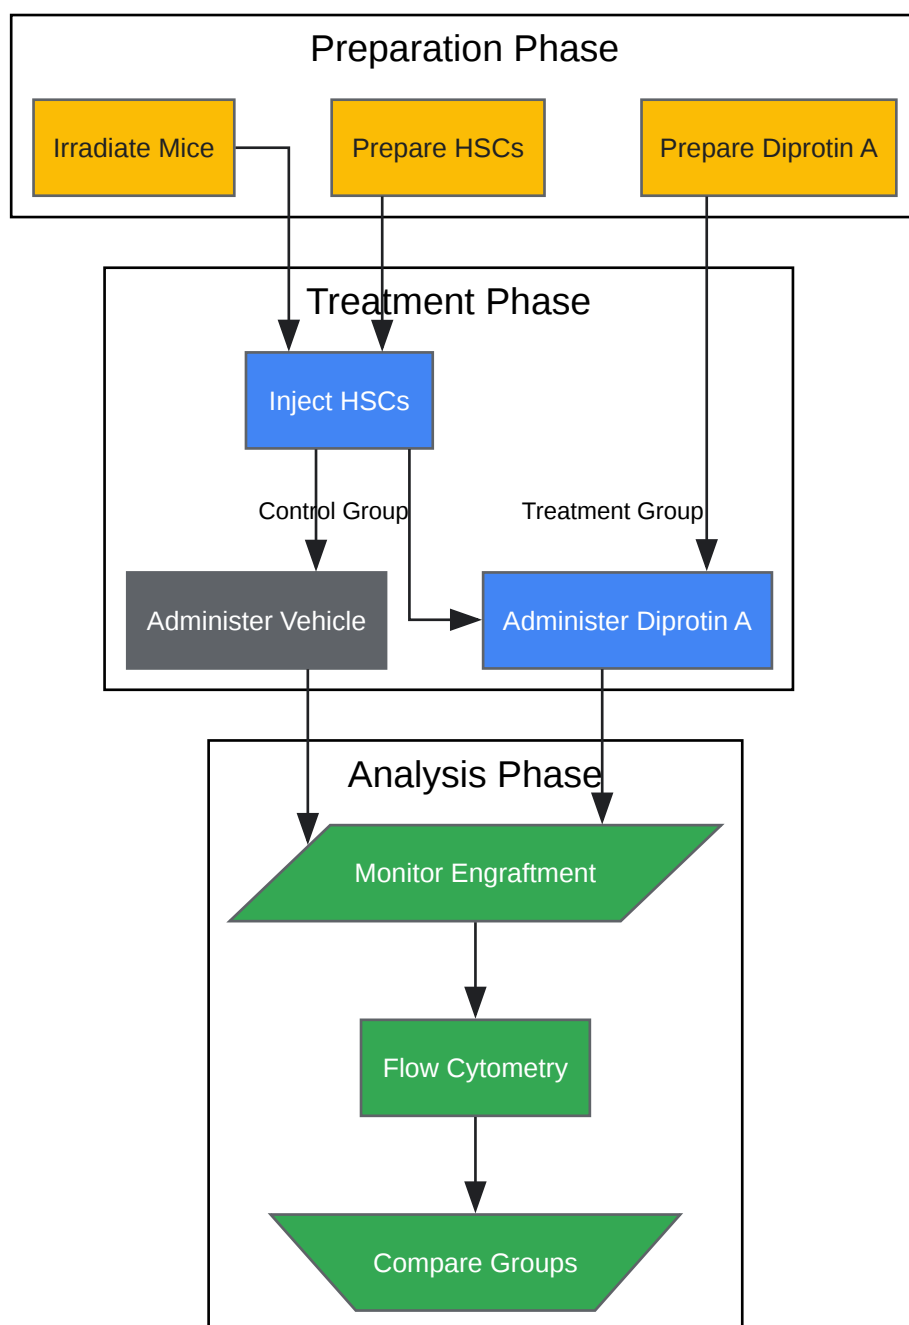 Preparation Phase
Irradiate Mice
Prepare HSCs
Prepare Diprotin A
Treatment Phase
Inject HSCs
Control Group
Treatment Group
Administer Vehicle
Administer Diprotin A
Analysis Phase
Monitor Engraftment
Flow Cytometry
Compare Groups